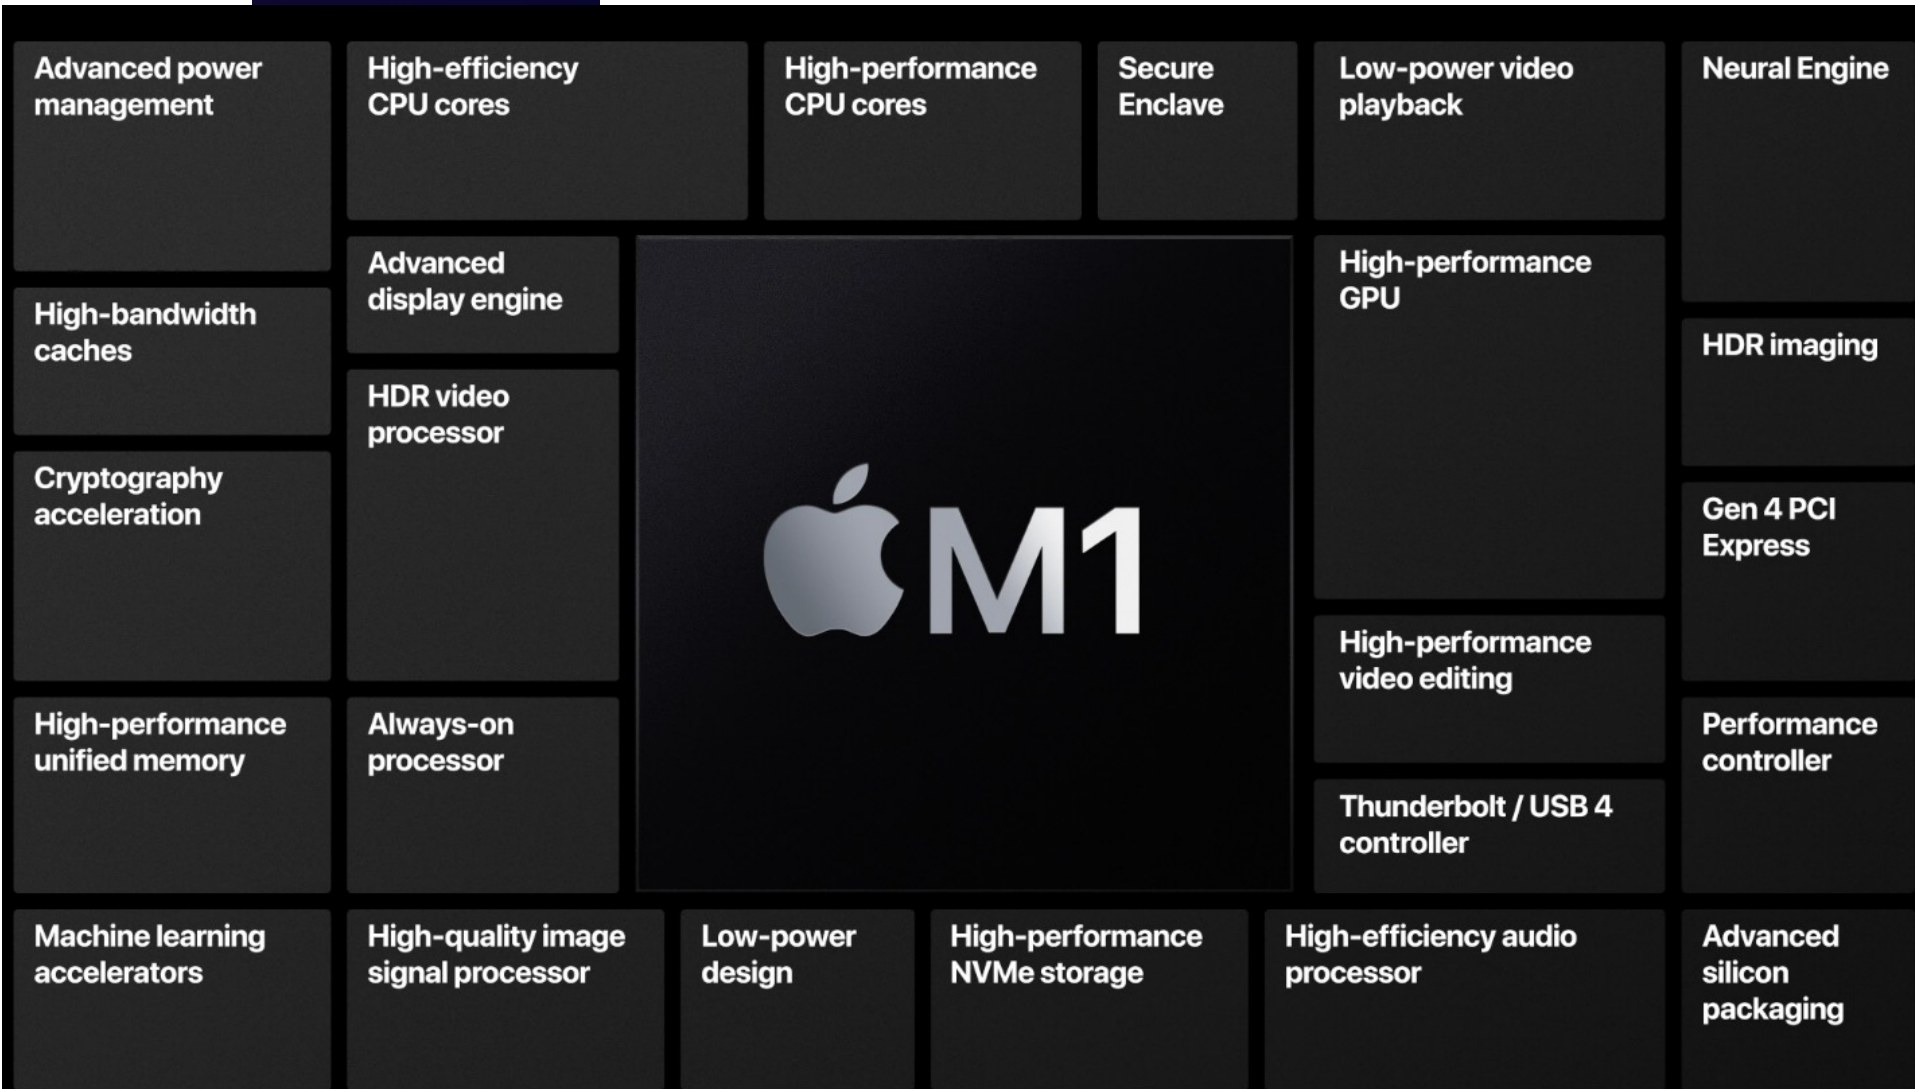 Advanced power
management
High-efficiency
CPU cores
High-performance
CPU cores
Secure
Enclave
Low-power video
playback
Neural Engine
High-bandwidth
caches
Advanced
display engine
High-performance
GPU
HDR imaging
HDR video
processor
Cryptography
acceleration
M1
Gen 4 PCI
Express
High-performance
video editing
High-performance
unified memory
Always-on
processor
Performance
controller
Thunderbolt / USB 4
controller
Machine learning
accelerators
High-quality image
signal processor
Low-power
design
High-performance
NVMe storage
High-efficiency audio
processor
Advanced
silicon
packaging